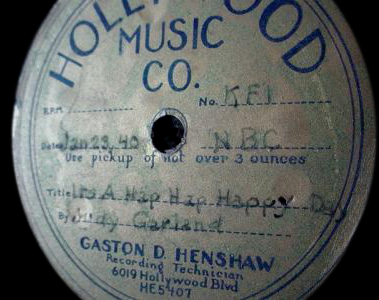 HOLLYWOOD
MUSIC
CO.
No. KFI
R.P.M.
Date Jan 23, 40 NBC
Use pickup of not over 3 ounces
Title It's A Hap Hap Happy Day
By Judy Garland
GASTON D. HENSHAW
Recording Technician
6019 Hollywood Blvd
HE5407